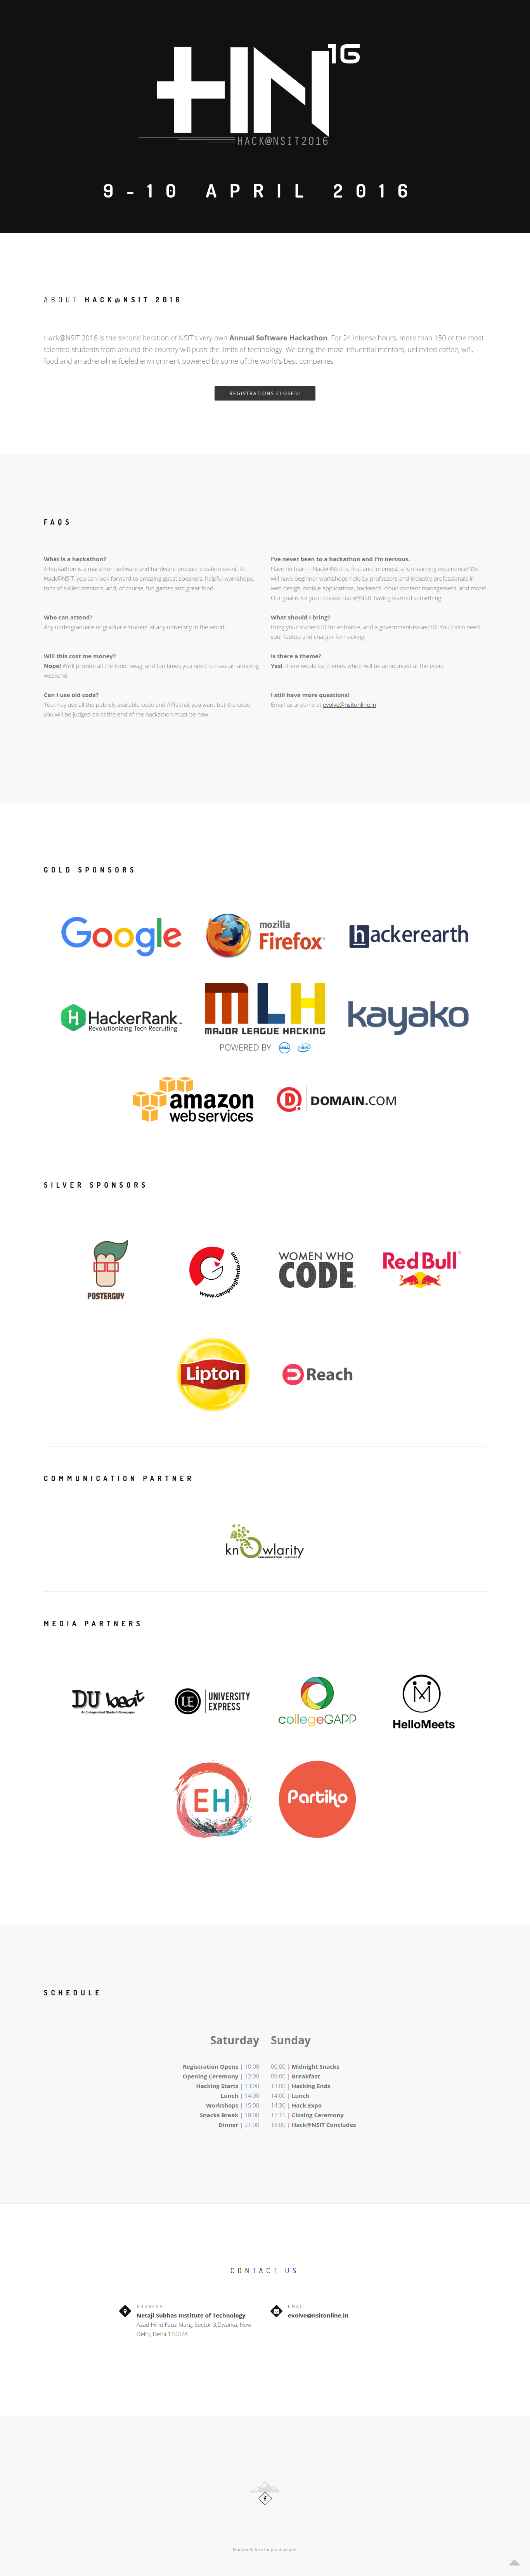 16
HN
HACK@NSIT2016
9-10 APRIL 2016
ABOUT HACK@NSIT 2016
Hack@NSIT 2016 is the second iteration of NSIT's very own Annual Software Hackathon. For 24 intense hours, more than 150 of the most
talented students from around the country will push the limits of technology. We bring the most influential mentors, unlimited coffee, wifi,
food and an adrenaline fueled environment powered by some of the world's best companies.
REGISTRATIONS CLOSED!
FAQS
What is a hackathon?
A hackathon is a marathon software and hardware product creation event. At
Hack@NSIT, you can look forward to amazing guest speakers, helpful workshops,
tons of skilled mentors, and, of course, fun games and great food.
I've never been to a hackathon and I'm nervous.
Have no fear — Hack@NSIT is, first and foremost, a fun learning experience! We
will have beginner workshops held by professors and industry professionals in
web design, mobile applications, backends, cloud content management, and more!
Our goal is for you to leave Hack@NSIT having learned something.
Who can attend?
Any undergraduate or graduate student at any university in the world!
What should I bring?
Bring your student ID for entrance, and a government-issued ID. You'll also need
your laptop and charger for hacking.
Will this cost me money?
Nope! We'll provide all the food, swag, and fun times you need to have an amazing
weekend.
Is there a theme?
Yes!, there would be themes which will be announced at the event.
Can I use old code?
You may use all the publicly available code and APIs that you want but the code
you will be judged on at the end of the hackathon must be new.
I still have more questions!
Email us anytime at evolve@nsitonline.in.
GOLD SPONSORS
Google
mozilla
Firefox
hackerearth
HackerRank
Revolutionizing Tech Recruiting
MLH
MAJOR LEAGUE HACKING
POWERED BY DELL intel
kayako
amazon
web services
D! DOMAIN.COM
SILVER SPONSORS
POSTERGUY
www.campusghanta.com
WOMEN WHO
CODE
Red Bull
Lipton
Reach
COMMUNICATION PARTNER
knowlarity
MEDIA PARTNERS
DU beat
An Independent Student Newspaper
UE UNIVERSITY
EXPRESS
collegeGAPP
HelloMeets
EH
Partiko
SCHEDULE
Saturday
Registration Opens | 10:00
Opening Ceremony | 12:00
Hacking Starts | 13:00
Lunch | 14:00
Workshops | 15:00
Snacks Break | 18:00
Dinner | 21:00
Sunday
00:00 | Midnight Snacks
09:00 | Breakfast
13:00 | Hacking Ends
14:00 | Lunch
14:30 | Hack Expo
17:15 | Closing Ceremony
18:00 | Hack@NSIT Concludes
CONTACT US
ADDRESS
Netaji Subhas Institute of Technology
Azad Hind Fauz Marg, Sector 3,Dwarka, New
Delhi, Delhi 110078
EMAIL
evolve@nsitonline.in
Made with love for great people.